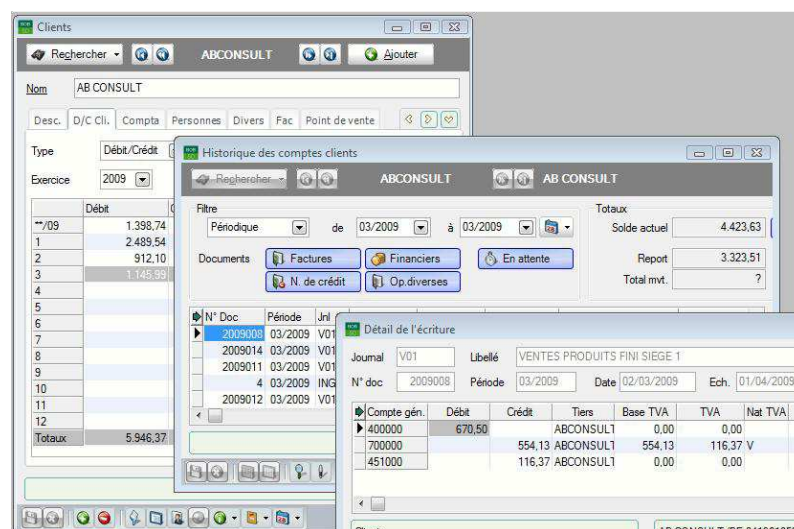 Clients
Rechercher ABCONSULT Ajouter
Nom AB CONSULT
Desc. D/C Cli. Compta Personnes Divers Fac Point de vente
Type Débit/Crédit
Exercice 2009
Débit
**/09 1.398,74
1 2.489,54
2 912,10
3 1.145,99
4
5
6
7
8
9
10
11
12
Totaux 5.946,37
Historique des comptes clients
Rechercher ABCONSULT AB CONSULT
Filtre Totaux
Périodique de 03/2009 à 03/2009 Solde actuel 4.423,63
Documents Factures Financiers En attente Report 3.323,51
N. de crédit Op.diverses Total mvt. ?
N° Doc Période Jnl
2009008 03/2009 V01
2009014 03/2009 V01
2009011 03/2009 V01
4 03/2009 ING
2009012 03/2009 V01
Détail de l'écriture
Journal V01 Libellé VENTES PRODUITS FINI SIEGE 1
N° doc 2009008 Période 03/2009 Date 02/03/2009 Ech. 01/04/2009
Compte gén. Débit Crédit Tiers Base TVA TVA Nat TVA
400000 670,50 ABCONSULT 0,00 0,00
700000 554,13 ABCONSULT 554,13 116,37 V
451000 116,37 ABCONSULT 0,00 0,00